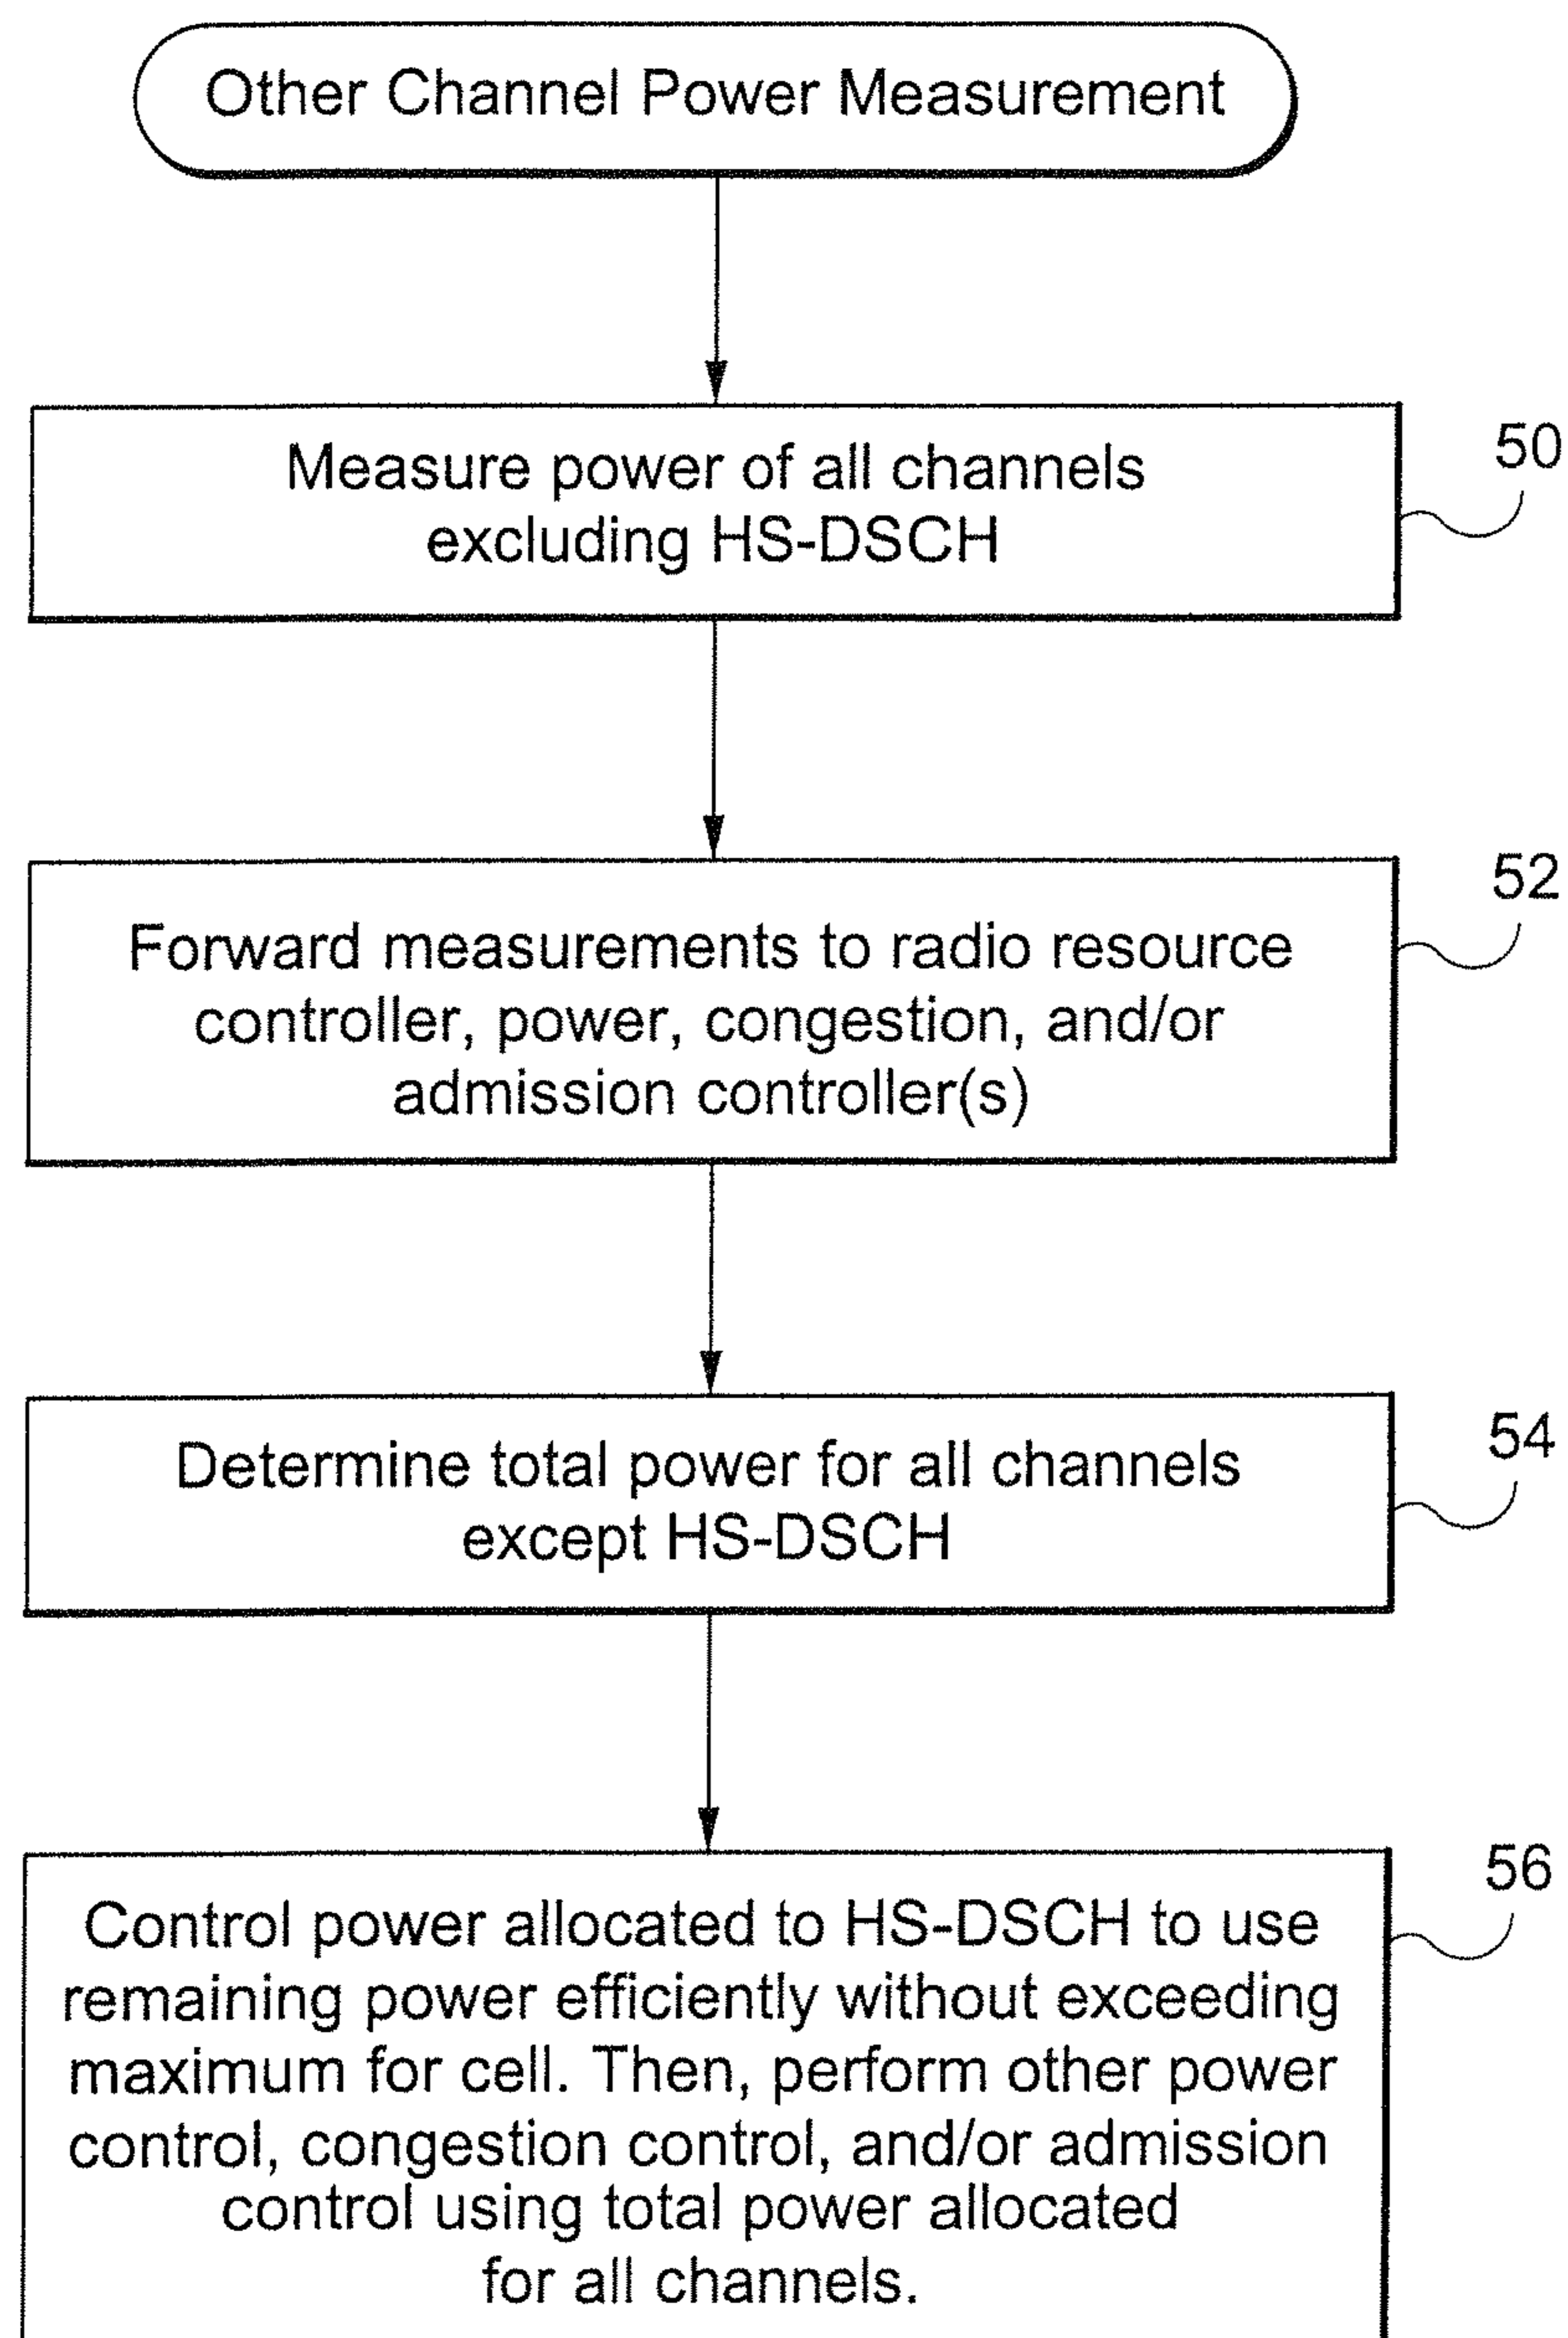 Other Channel Power Measurement
Measure power of all channels
excluding HS-DSCH
50
Forward measurements to radio resource
controller, power, congestion, and/or
admission controller(s)
52
Determine total power for all channels
except HS-DSCH
54
Control power allocated to HS-DSCH to use
remaining power efficiently without exceeding
maximum for cell. Then, perform other power
control, congestion control, and/or admission
control using total power allocated
for all channels.
56